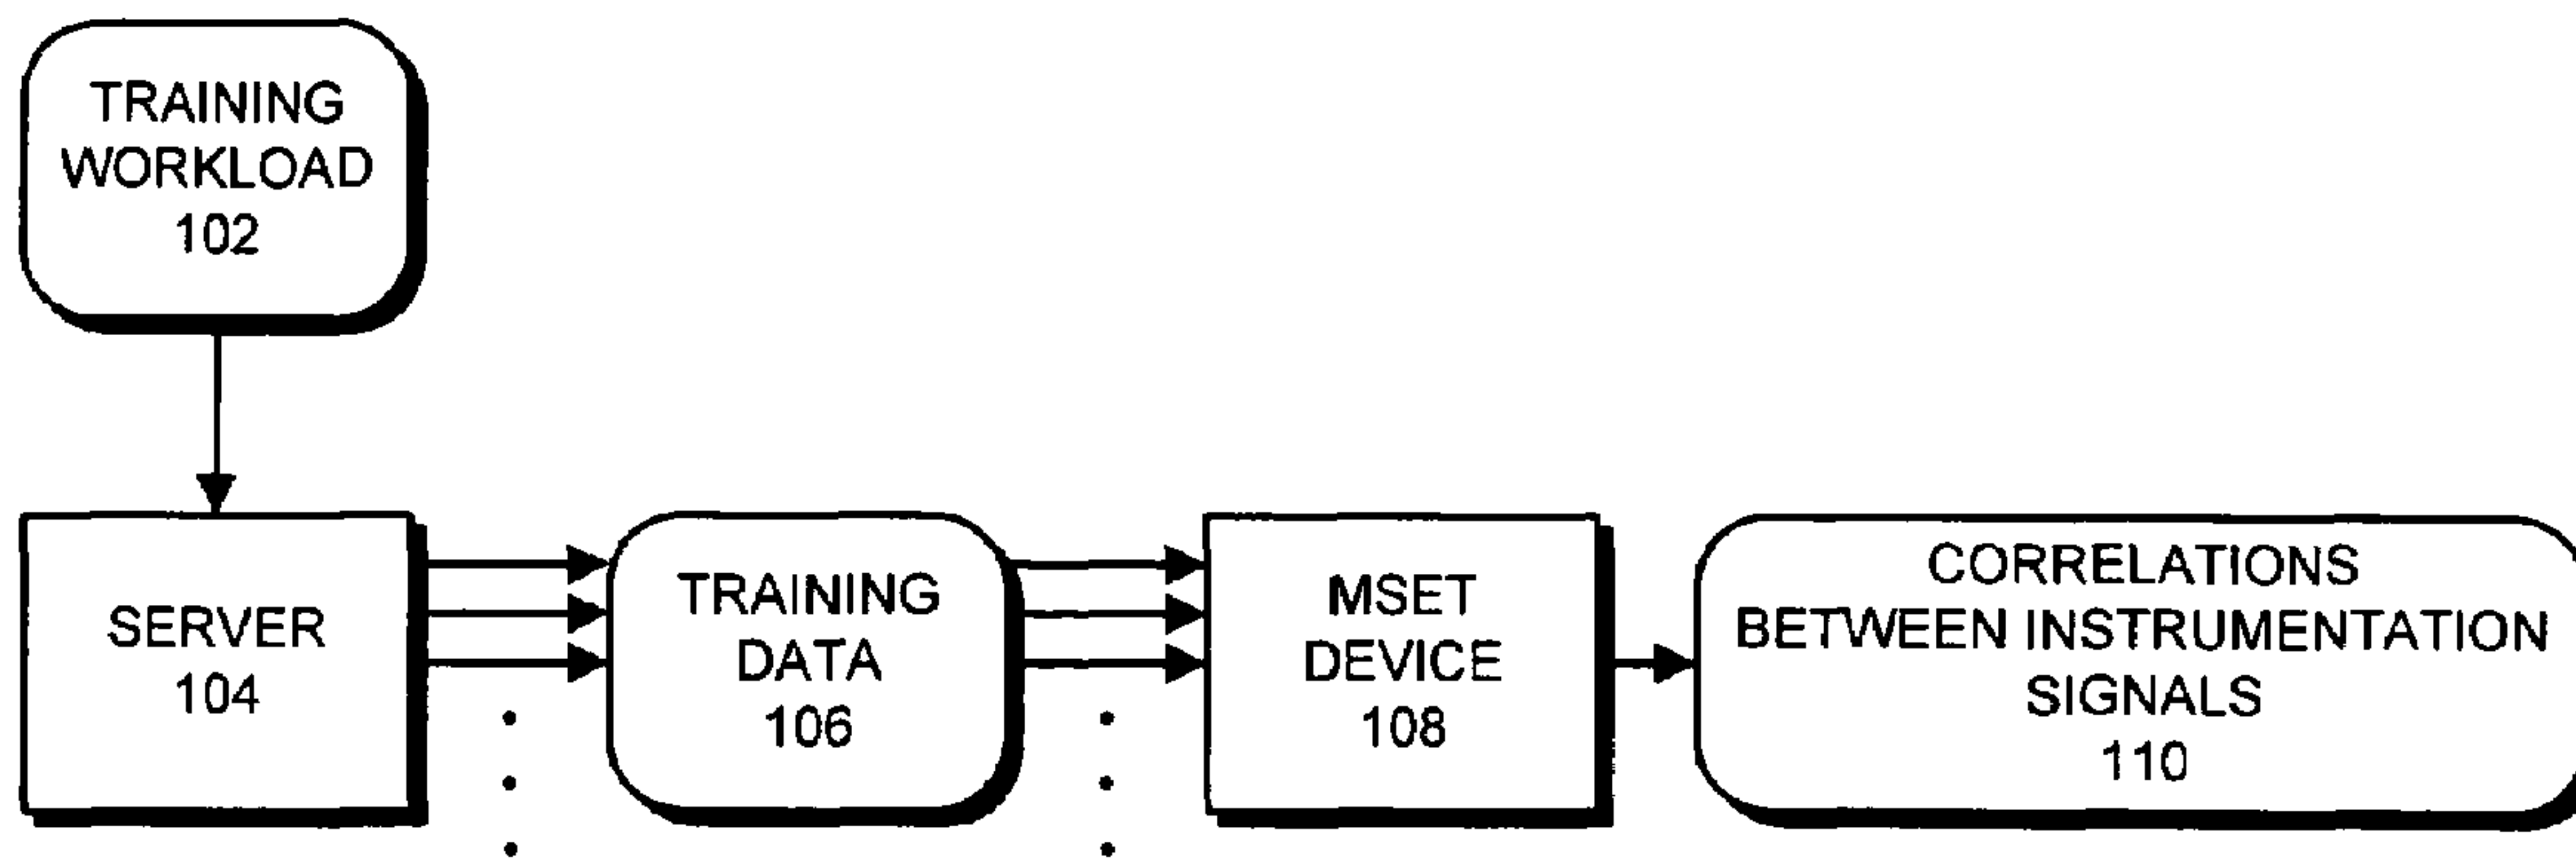 TRAINING
WORKLOAD
102
SERVER
104
TRAINING
DATA
106
MSET
DEVICE
108
CORRELATIONS
BETWEEN INSTRUMENTATION
SIGNALS
110